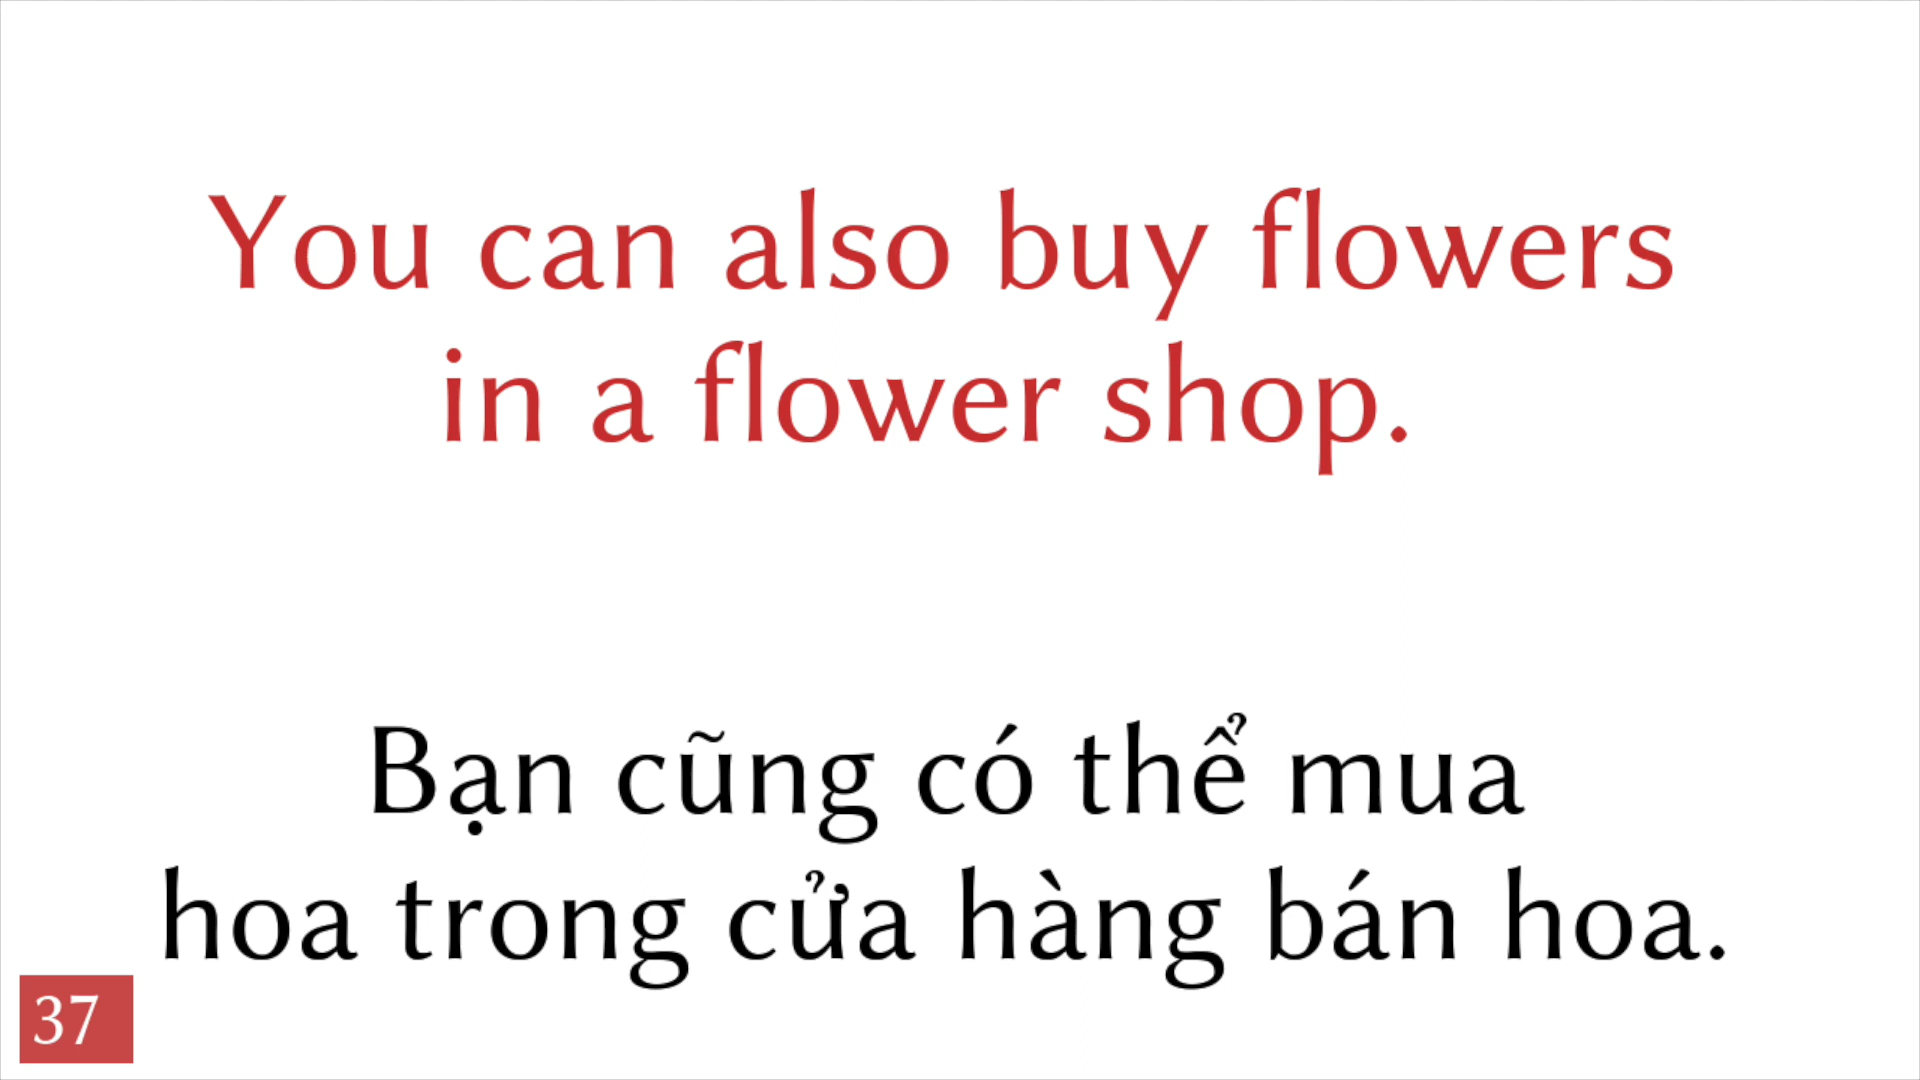 You can also buy flowers
in a flower shop.
Bạn cũng có thể mua
hoa trong cửa hàng bán hoa.
37